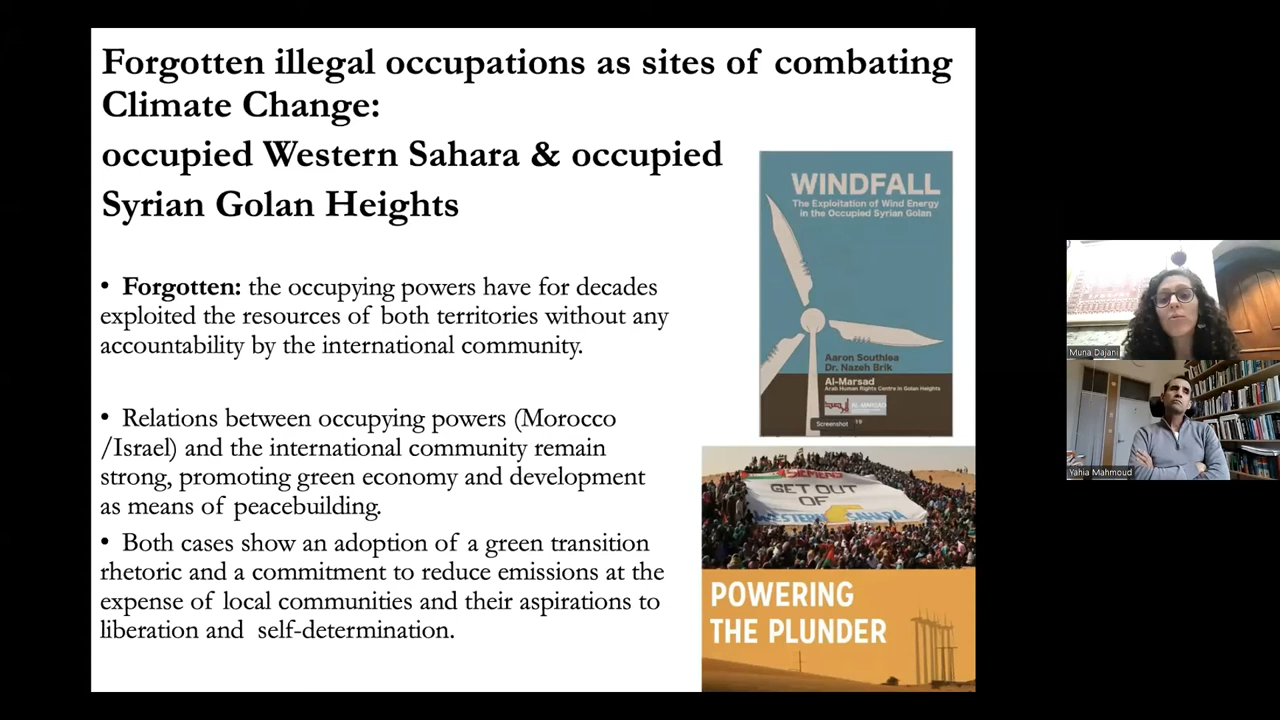 Forgotten illegal occupations as sites of combating
Climate Change:
occupied Western Sahara & occupied
Syrian Golan Heights
• Forgotten: the occupying powers have for decades
exploited the resources of both territories without any
accountability by the international community.
• Relations between occupying powers (Morocco
/Israel) and the international community remain
strong, promoting green economy and development
as means of peacebuilding.
• Both cases show an adoption of a green transition
rhetoric and a commitment to reduce emissions at the
expense of local communities and their aspirations to
liberation and self-determination.
WINDFALL
The Exploitation of Wind Energy
in the Occupied Syrian Golan
Aaron Southlea
Dr. Nazeh Brik
Al-Marsad
Arab Human Rights Centre in Golan Heights
AL-MARSAD
Screenshot
SIEMENS
GET OUT
OF
WESTERN SAHARA
POWERING
THE PLUNDER
Muna Dajani
Yahia Mahmoud